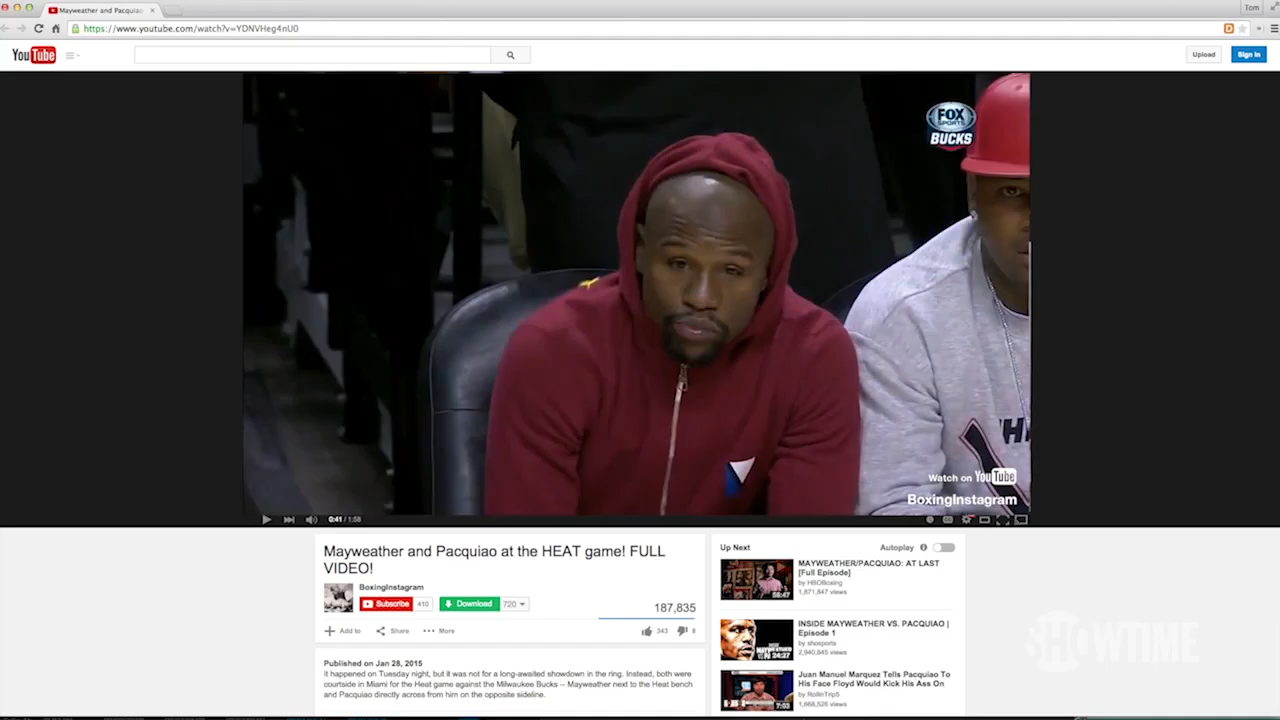 Mayweather and Pacquiao
Tom
https://www.youtube.com/watch?v=YDNVHeg4nU0
YouTube
Upload
Sign in
FOX
SPORTS
BUCKS
Watch on YouTube
BoxingInstagram
0:41 / 1:58
Mayweather and Pacquiao at the HEAT game! FULL
VIDEO!
BoxingInstagram
Subscribe 410
Download 720
187,835
Add to Share More
343 8
Published on Jan 28, 2015
It happened on Tuesday night, but it was not for a long-awaited showdown in the ring. Instead, both were
courtside in Miami for the Heat game against the Milwaukee Bucks -- Mayweather next to the Heat bench
and Pacquiao directly across from him on the opposite sideline.
Up Next
Autoplay
MAYWEATHER/PACQUIAO: AT LAST
[Full Episode]
by HBOBoxing
1,871,847 views
58:47
INSIDE MAYWEATHER VS. PACQUIAO |
Episode 1
by shosports
2,940,845 views
24:27
Juan Manuel Marquez Tells Pacquiao To
His Face Floyd Would Kick His Ass On
by RollinTrip5
1,668,526 views
7:03
SHOWTIME